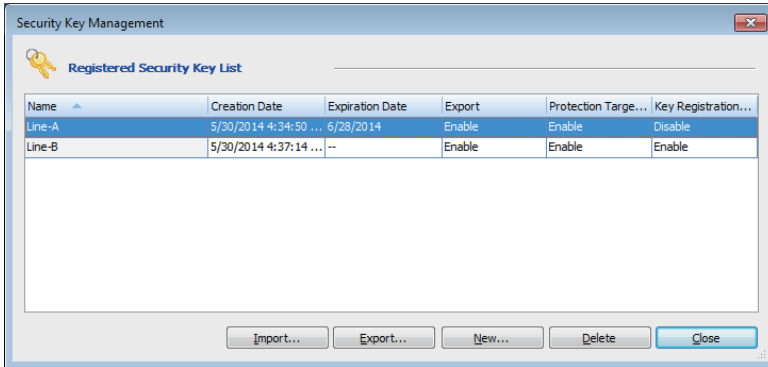 Security Key Management
Registered Security Key List
Name Creation Date Expiration Date Export Protection Targe... Key Registration...
Line-A 5/30/2014 4:34:50 ... 6/28/2014 Enable Enable Disable
Line-B 5/30/2014 4:37:14 ... -- Enable Enable Enable
Import... Export... New... Delete Close